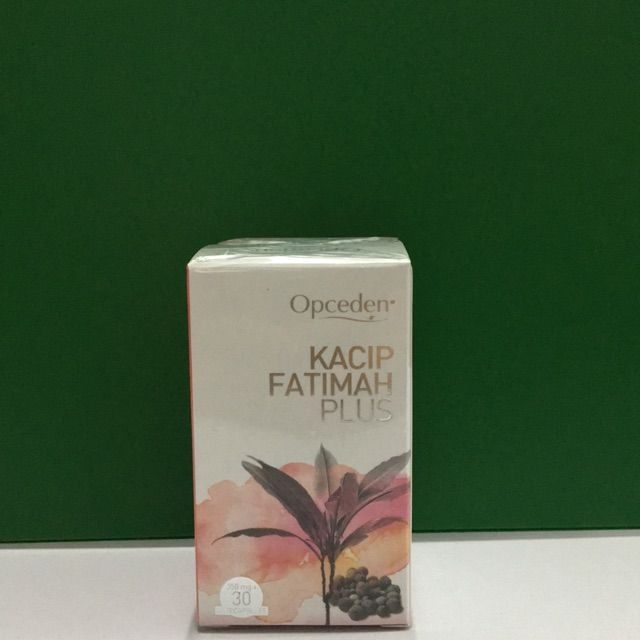 Opceden®
KACIP
FATIMAH
PLUS
30